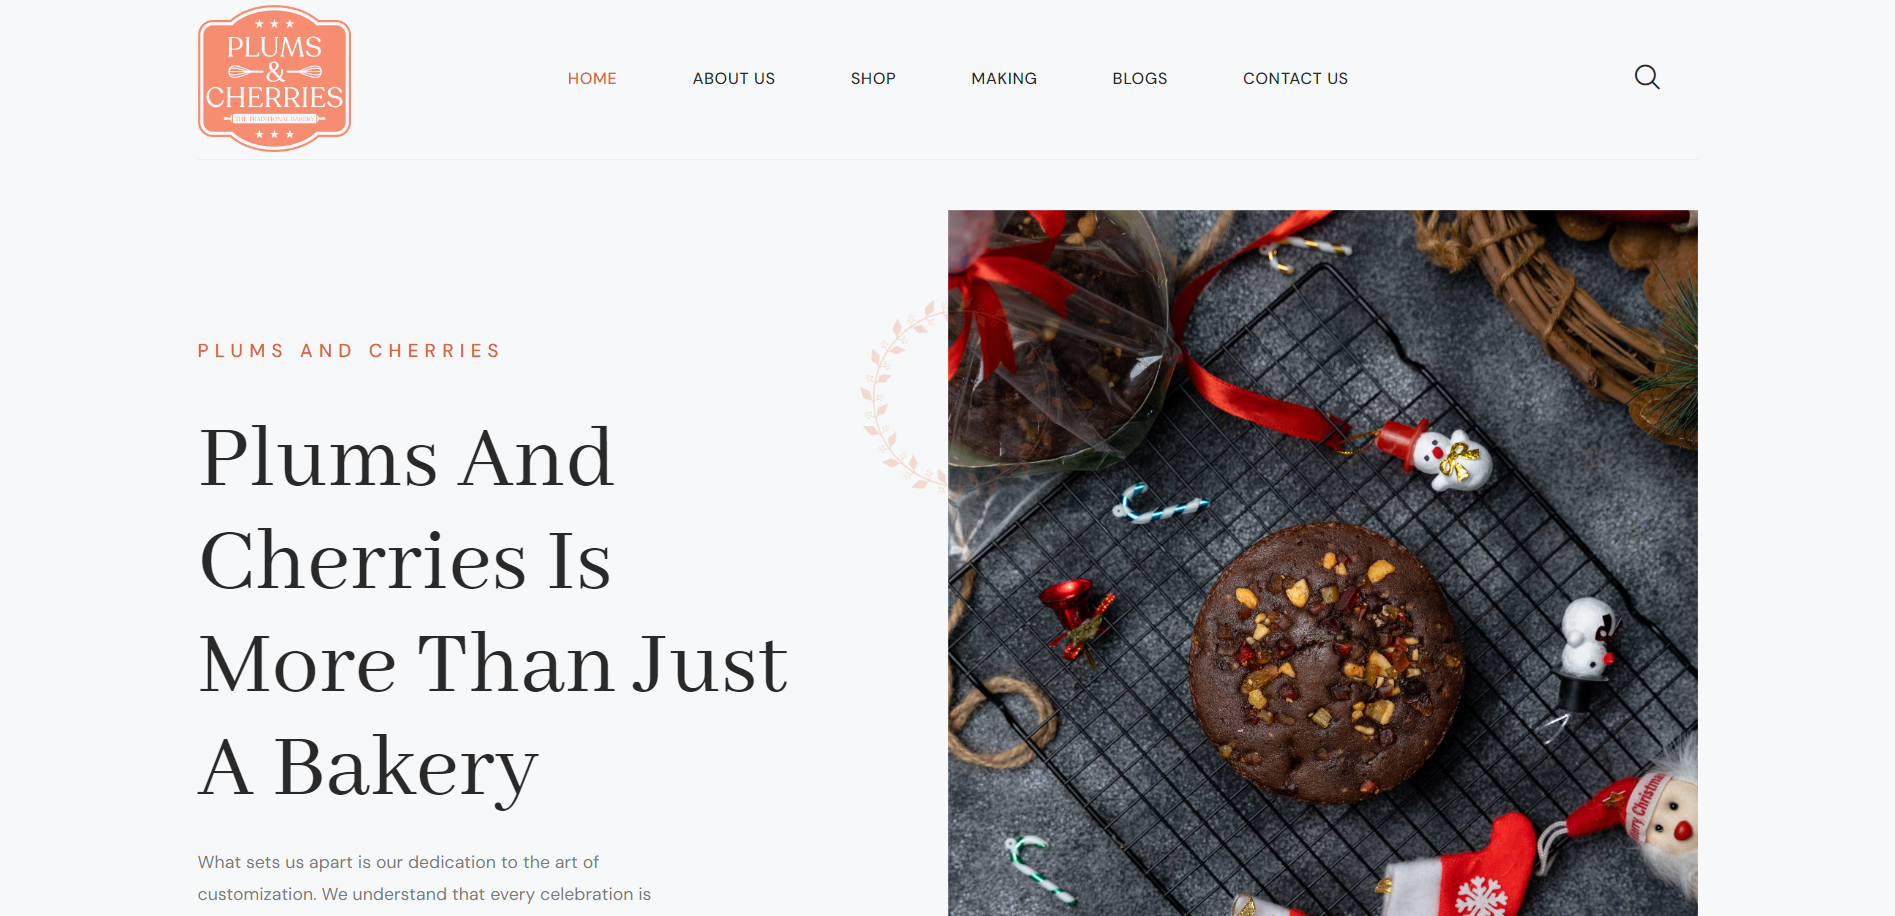 PLUMS
&
CHERRIES
THE TRADITIONAL BAKERY
HOME
ABOUT US
SHOP
MAKING
BLOGS
CONTACT US
PLUMS AND CHERRIES
Plums And
Cherries Is
More Than Just
A Bakery
What sets us apart is our dedication to the art of
customization. We understand that every celebration is
Merry Christmas